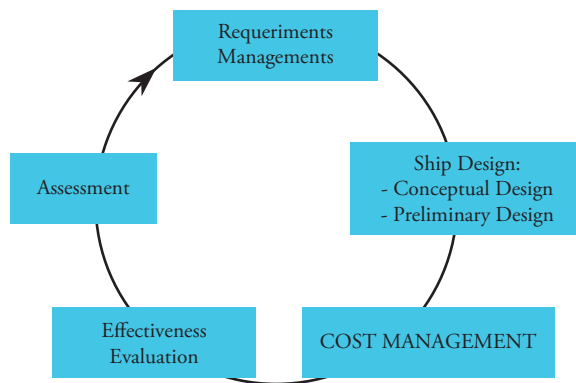 Requeriments
Managements
Ship Design:
- Conceptual Design
- Preliminary Design
COST MANAGEMENT
Effectiveness
Evaluation
Assessment